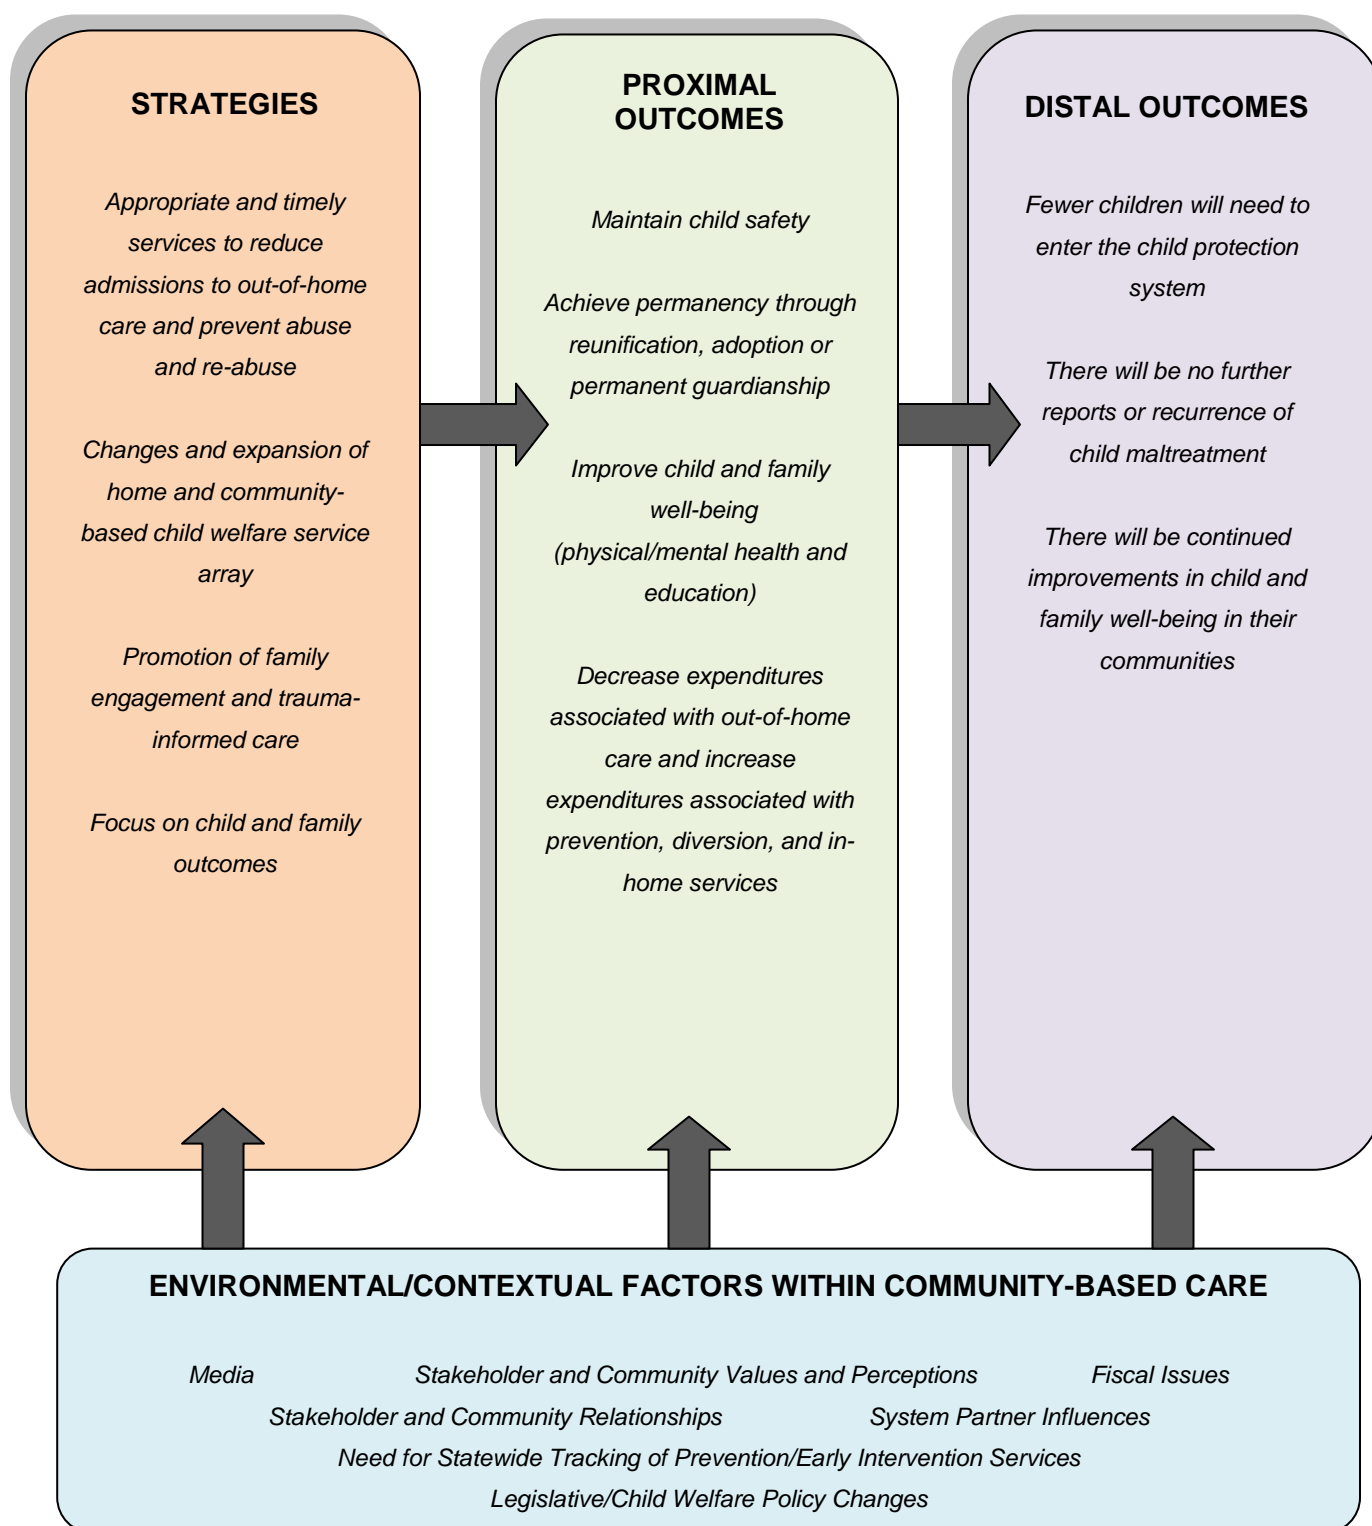 STRATEGIES
Appropriate and timely
services to reduce
admissions to out-of-home
care and prevent abuse
and re-abuse
Changes and expansion of
home and community-
based child welfare service
array
Promotion of family
engagement and trauma-
informed care
Focus on child and family
outcomes
PROXIMAL
OUTCOMES
Maintain child safety
Achieve permanency through
reunification, adoption or
permanent guardianship
Improve child and family
well-being
(physical/mental health and
education)
Decrease expenditures
associated with out-of-home
care and increase
expenditures associated with
prevention, diversion, and in-
home services
DISTAL OUTCOMES
Fewer children will need to
enter the child protection
system
There will be no further
reports or recurrence of
child maltreatment
There will be continued
improvements in child and
family well-being in their
communities
ENVIRONMENTAL/CONTEXTUAL FACTORS WITHIN COMMUNITY-BASED CARE
Media Stakeholder and Community Values and Perceptions Fiscal Issues
Stakeholder and Community Relationships System Partner Influences
Need for Statewide Tracking of Prevention/Early Intervention Services
Legislative/Child Welfare Policy Changes